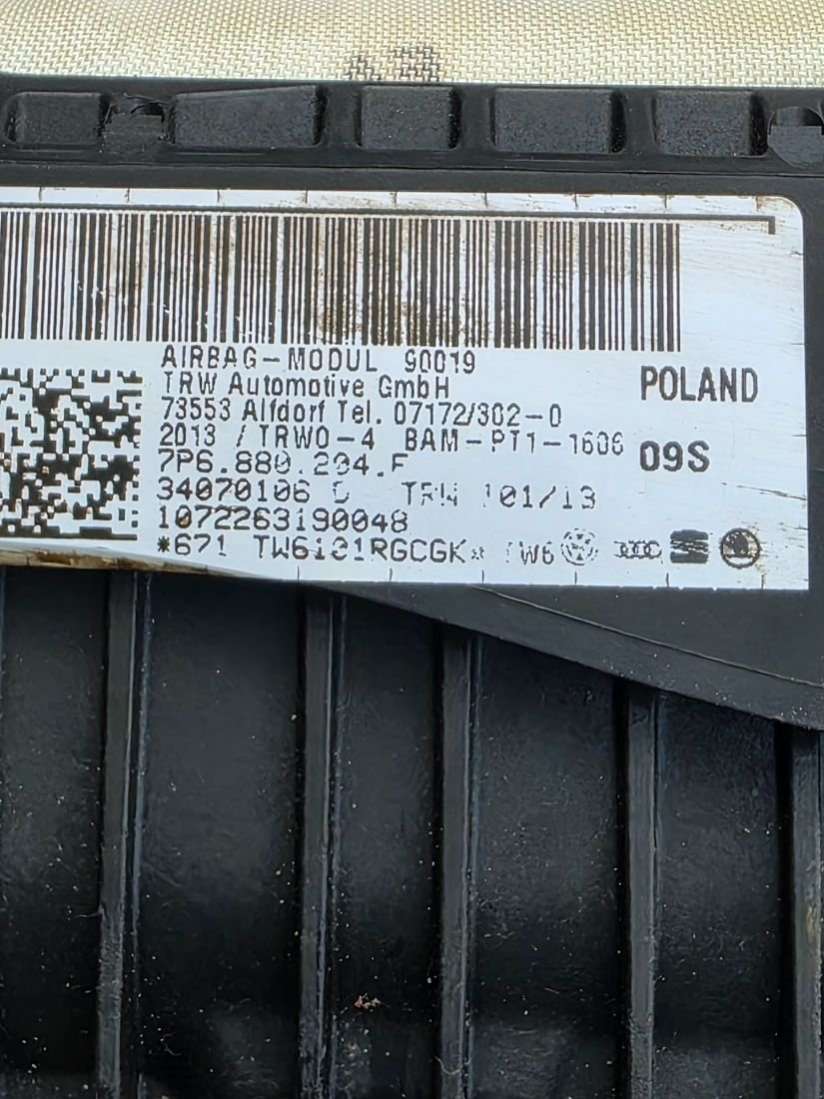 AIRBAG-MODUL 90019
TRW Automotive GmbH
73553 Alfdorf Tel. 07172/302-0
2013 / TRWO-4 BAM-PT1-1606
7P6.880.204.F
34070106 TRW 101/13
1072263190048
*671 TW6 TW6
POLAND
09S